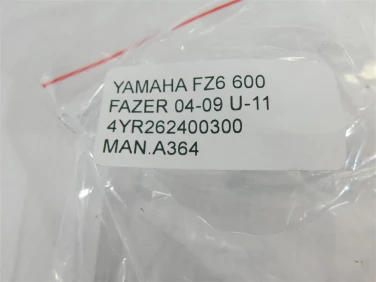 YAMAHA FZ6 600
FAZER 04-09 U-11
4YR262400300
MAN.A364